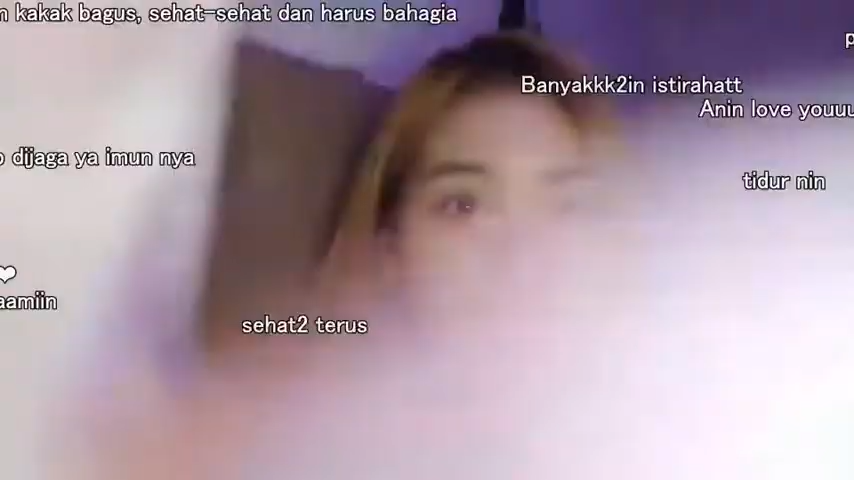 kakak bagus, sehat-sehat dan harus bahagia
Banyakkk2in istirahatt
Anin love youuu
dijaga ya imun nya
tidur nin
❤
aamiin
sehat2 terus